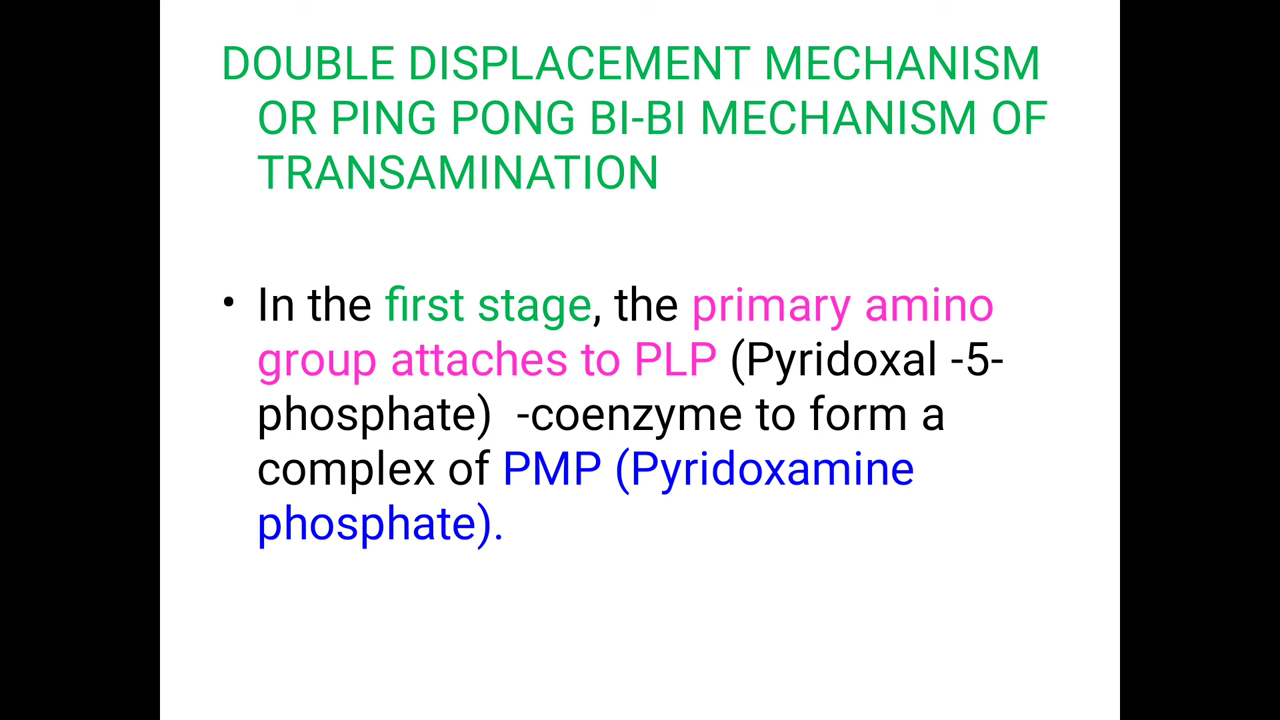 DOUBLE DISPLACEMENT MECHANISM
OR PING PONG BI-BI MECHANISM OF
TRANSAMINATION
• In the first stage, the primary amino
group attaches to PLP (Pyridoxal -5-
phosphate)  -coenzyme to form a
complex of PMP (Pyridoxamine
phosphate).